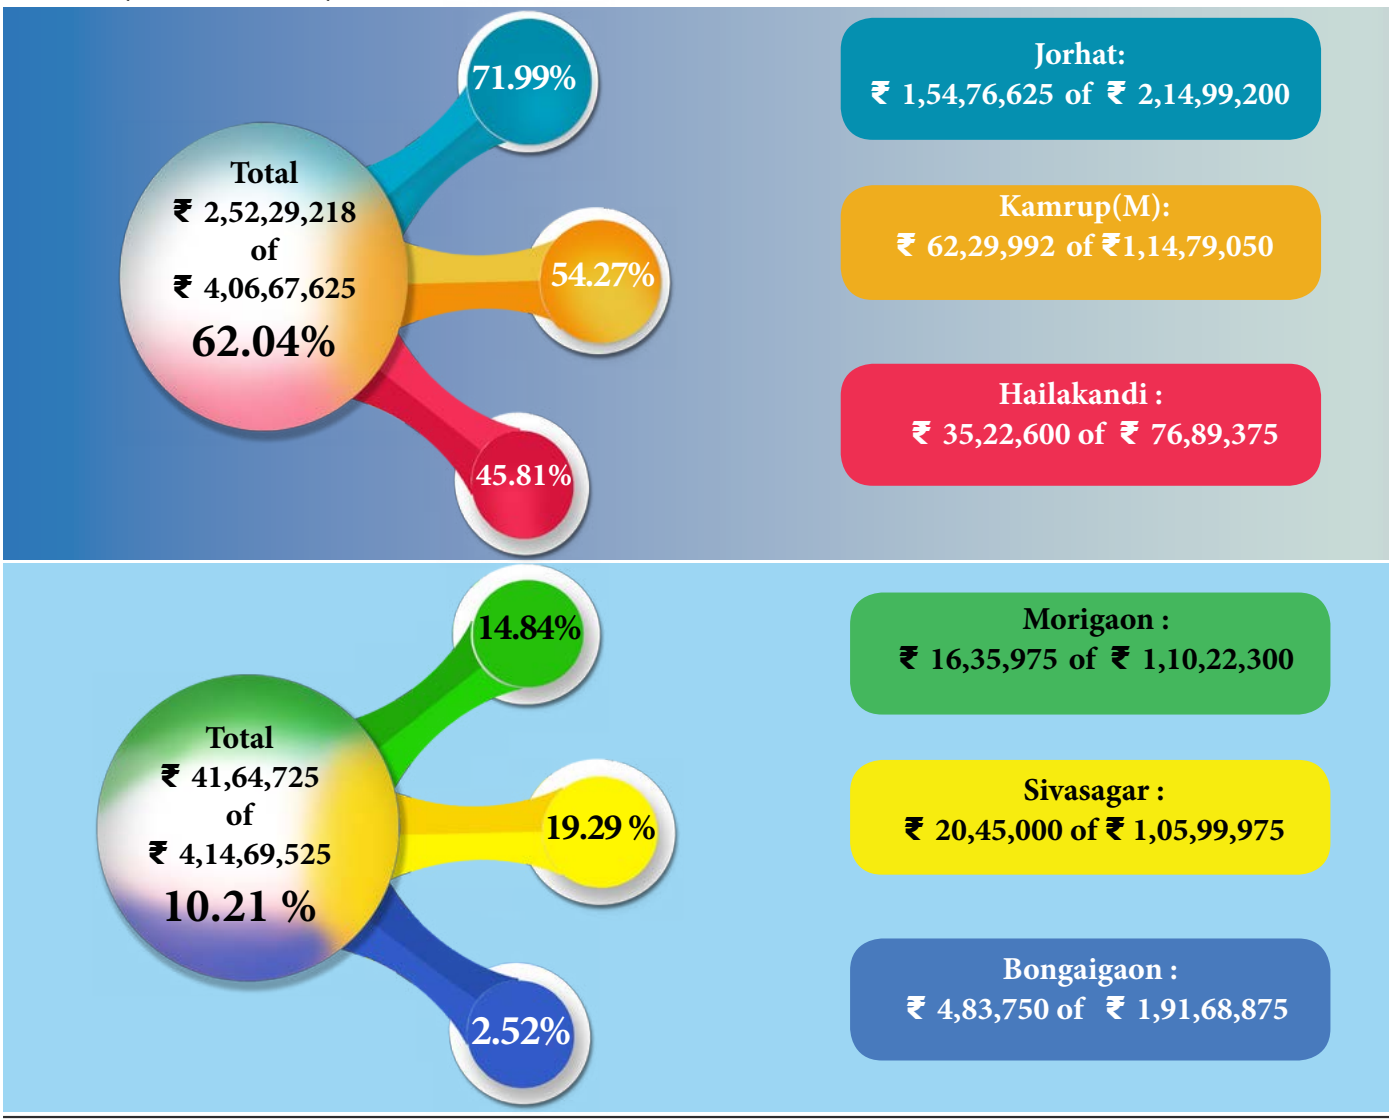 71.99%
Total
₹ 2,52,29,218
of
₹ 4,06,67,625
62.04%
54.27%
45.81%
Jorhat:
₹ 1,54,76,625 of ₹ 2,14,99,200
Kamrup(M):
₹ 62,29,992 of ₹1,14,79,050
Hailakandi :
₹ 35,22,600 of ₹ 76,89,375
14.84%
Total
₹ 41,64,725
of
₹ 4,14,69,525
10.21 %
19.29 %
2.52%
Morigaon :
₹ 16,35,975 of ₹ 1,10,22,300
Sivasagar :
₹ 20,45,000 of ₹ 1,05,99,975
Bongaigaon :
₹ 4,83,750 of ₹ 1,91,68,875